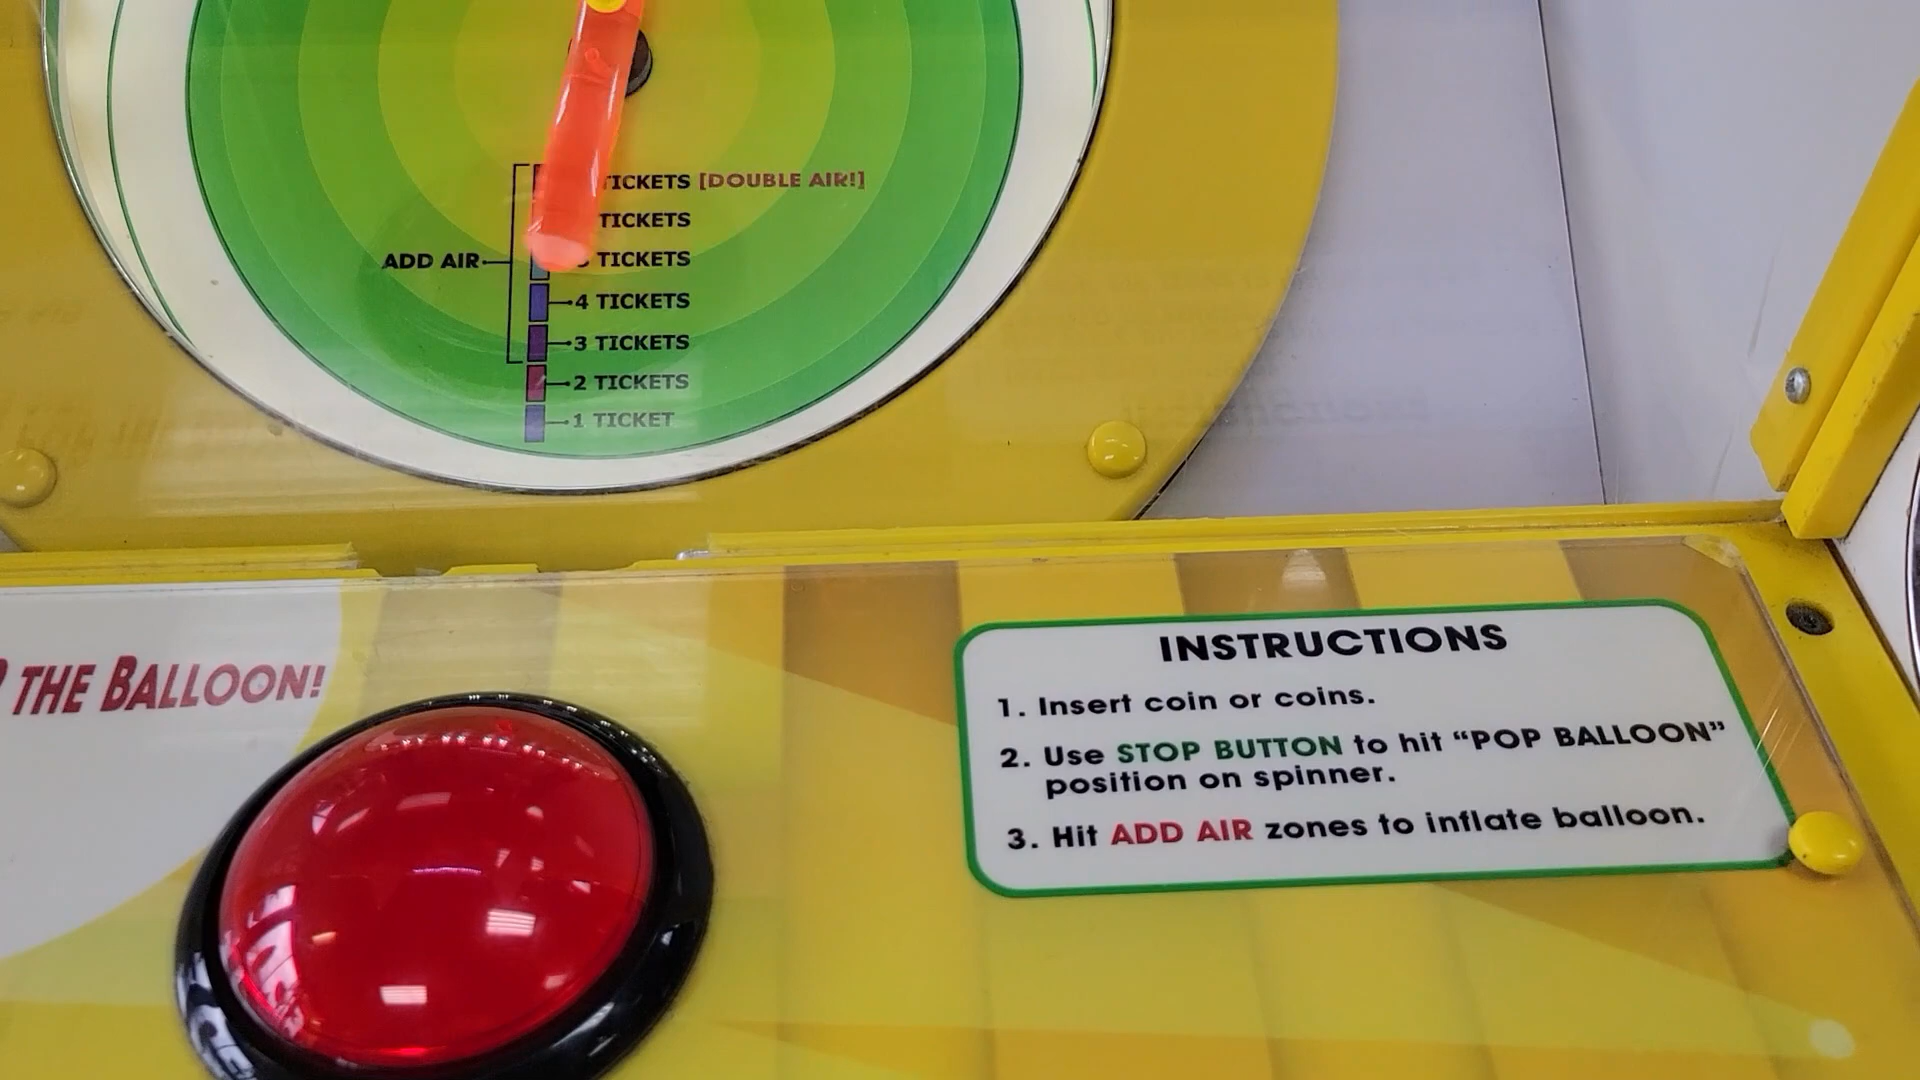 TICKETS [DOUBLE AIR!]
TICKETS
TICKETS
ADD AIR
4 TICKETS
3 TICKETS
2 TICKETS
1 TICKET
THE BALLOON!
INSTRUCTIONS
1. Insert coin or coins.
2. Use STOP BUTTON to hit “POP BALLOON”
position on spinner.
3. Hit ADD AIR zones to inflate balloon.